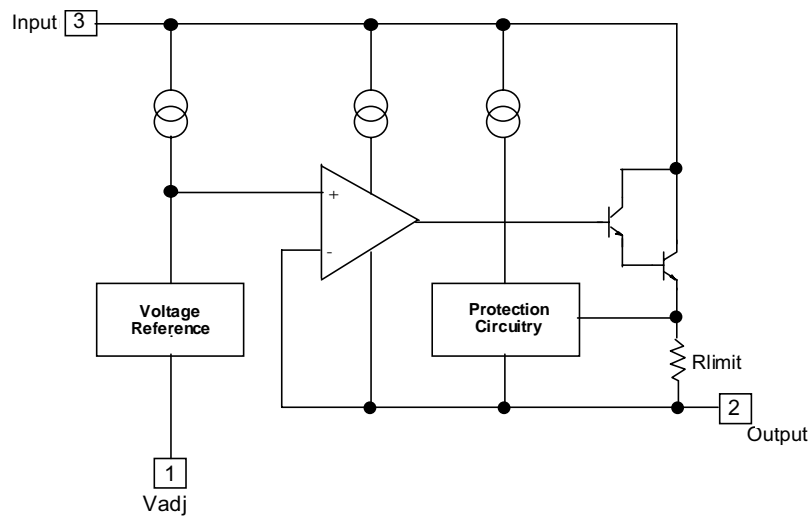 Input 3
+
-
Voltage
Reference
Protection
Circuitry
Rlimit
2
Output
1
Vadj